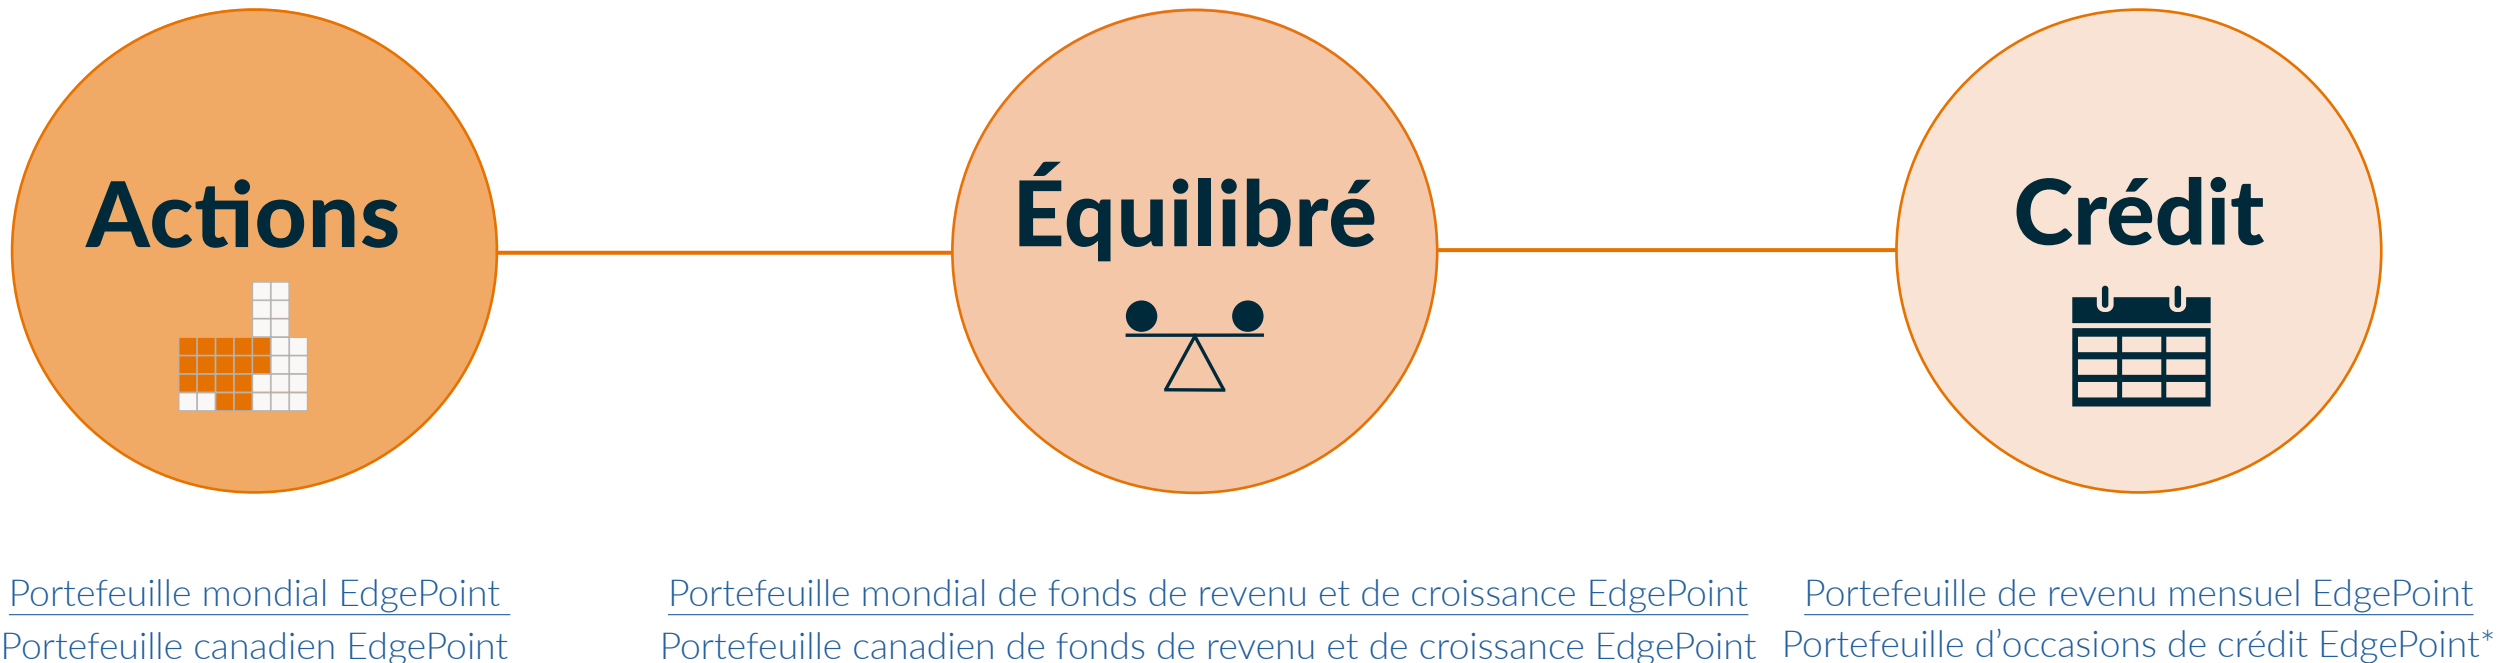 Actions
Équilibré
Crédit
Portefeuille mondial EdgePoint
Portefeuille canadien EdgePoint
Portefeuille mondial de fonds de revenu et de croissance EdgePoint
Portefeuille canadien de fonds de revenu et de croissance EdgePoint
Portefeuille de revenu mensuel EdgePoint
Portefeuille d'occasions de crédit EdgePoint*